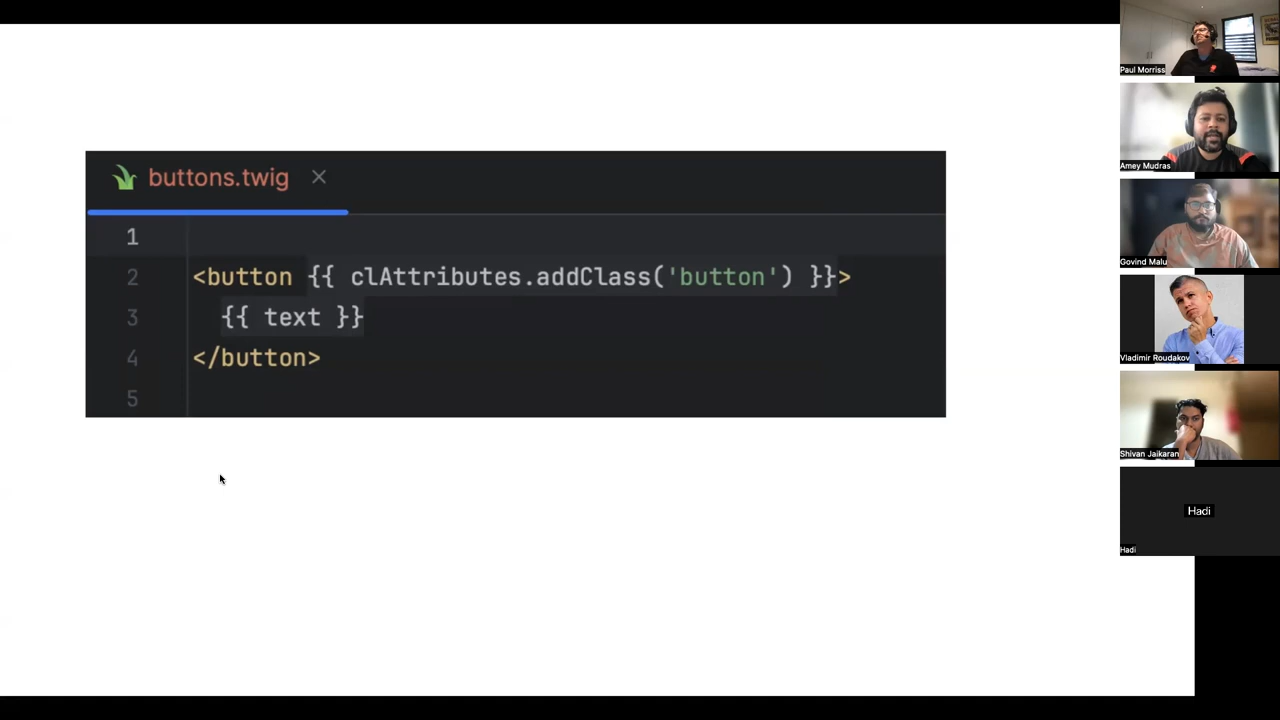 buttons.twig
1
2 <button {{ clAttributes.addClass('button') }}>
3 {{ text }}
4 </button>
5
Paul Morriss
Amey Mudras
Govind Malu
Vladimir Roudakov
Shivan Jaikaran
Hadi
Hadi